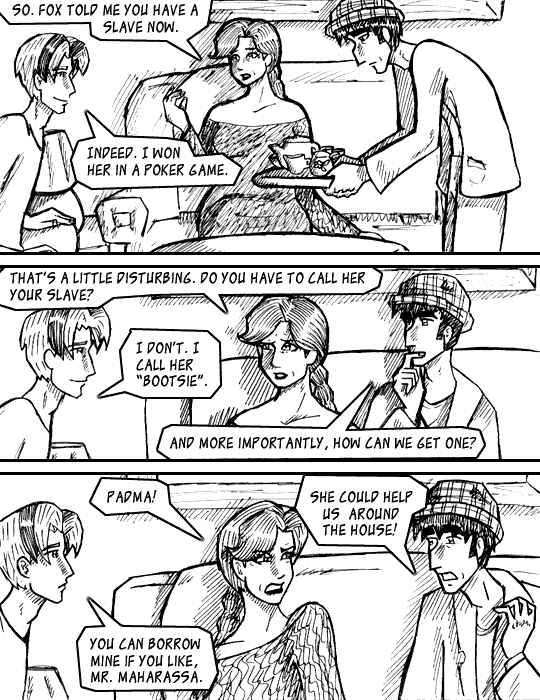 SO. FOX TOLD ME YOU HAVE A
SLAVE NOW.
INDEED. I WON
HER IN A POKER GAME.
THAT'S A LITTLE DISTURBING. DO YOU HAVE TO CALL HER
YOUR SLAVE?
I DON'T. I
CALL HER
"BOOTSIE".
AND MORE IMPORTANTLY, HOW CAN WE GET ONE?
PADMA!
SHE COULD HELP
US AROUND
THE HOUSE!
YOU CAN BORROW
MINE IF YOU LIKE,
MR. MAHARASSA.